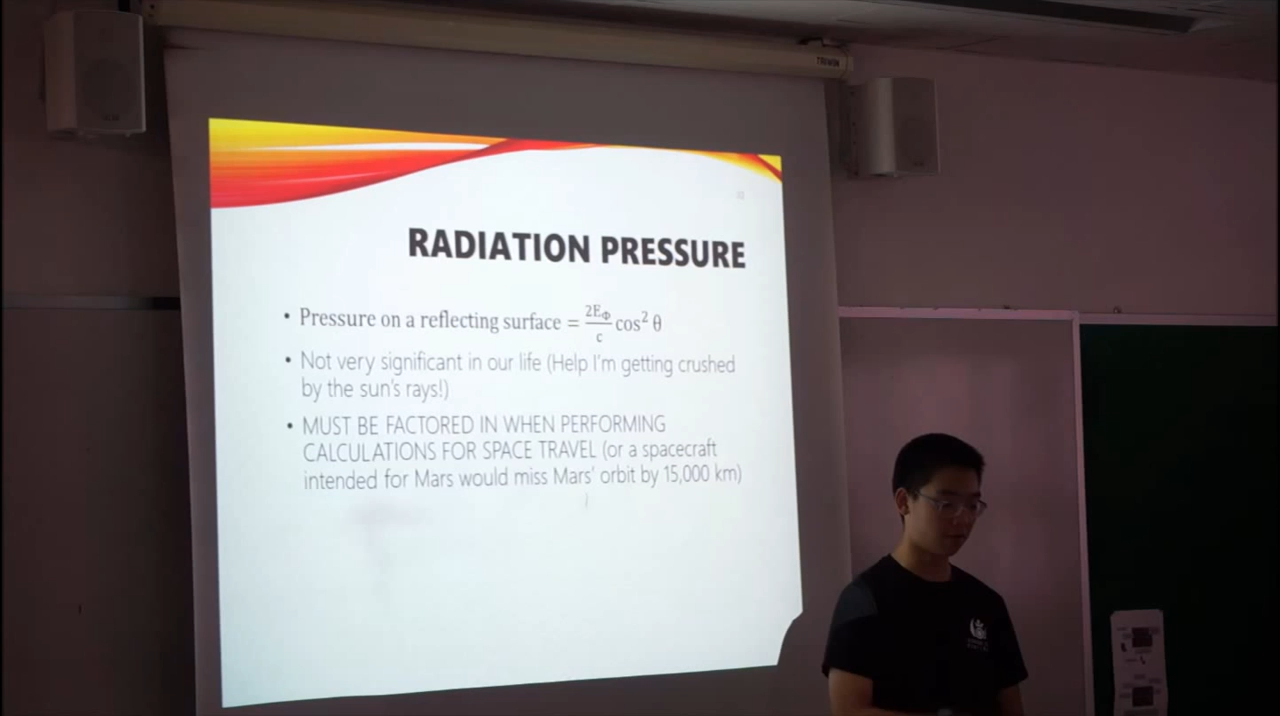 TRIWIN
RADIATION PRESSURE
• Pressure on a reflecting surface = 2E_Φ/c cos² θ
• Not very significant in our life (Help I'm getting crushed
by the sun's rays!)
• MUST BE FACTORED IN WHEN PERFORMING
CALCULATIONS FOR SPACE TRAVEL (or a spacecraft
intended for Mars would miss Mars' orbit by 15,000 km)